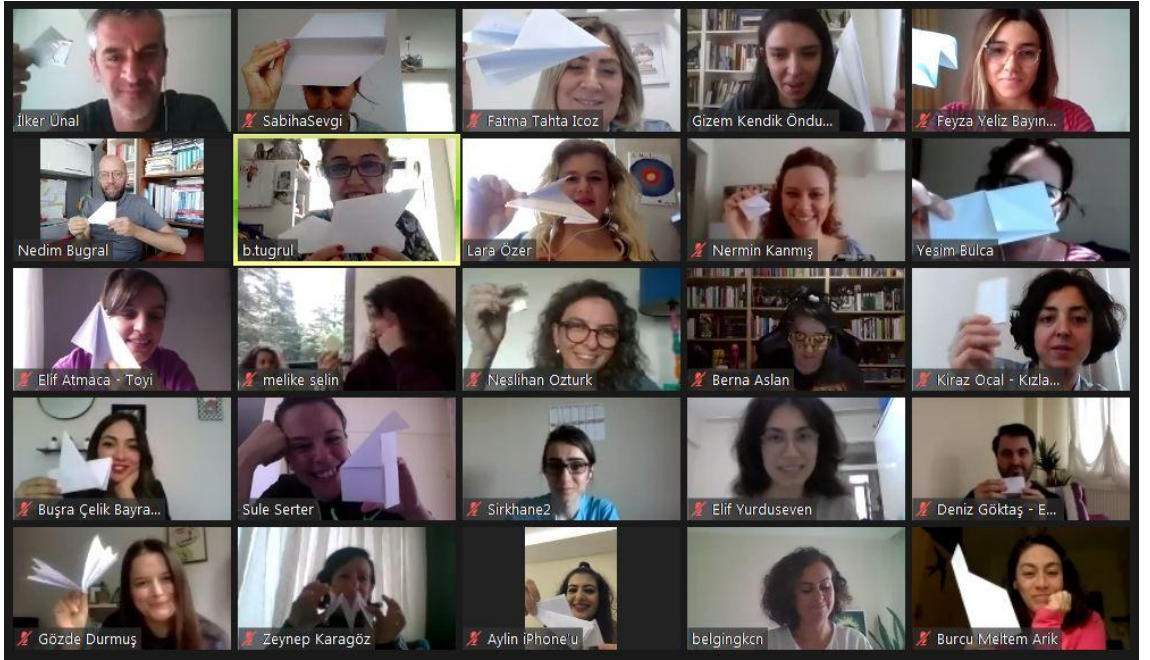 İlker Ünal
SabihaSevgi
Fatma Tahta Icoz
Gizem Kendik Öndu...
Feyza Yeliz Bayın...
Nedim Bugral
b.tugrul
Lara Özer
Nermin Kanmış
Yesim Bulca
Elif Atmaca - Toyi
melike selin
Neslihan Ozturk
Berna Aslan
Kiraz Ocal - Kızla...
Buşra Çelik Bayra...
Sule Serter
Sirkhane2
Elif Yurduseven
Deniz Göktaş - E...
Gözde Durmuş
Zeynep Karagöz
Aylin iPhone'u
belgingkcn
Burcu Meltem Arik